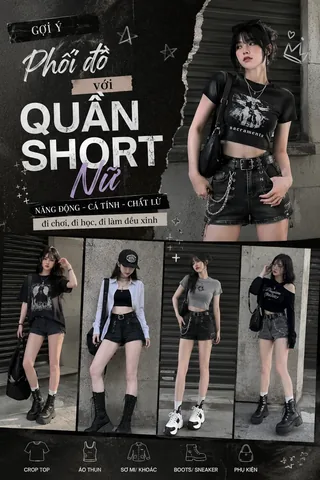 GỢI Ý
Phối đồ
với
QUẦN
SHORT
Nữ
NĂNG ĐỘNG - CÁ TÍNH - CHẤT LỪ
đi chơi, đi học, đi làm đều xinh
sacramento
CROP TOP
ÁO THUN
SƠ MI/ KHOÁC
BOOTS/ SNEAKER
PHỤ KIỆN